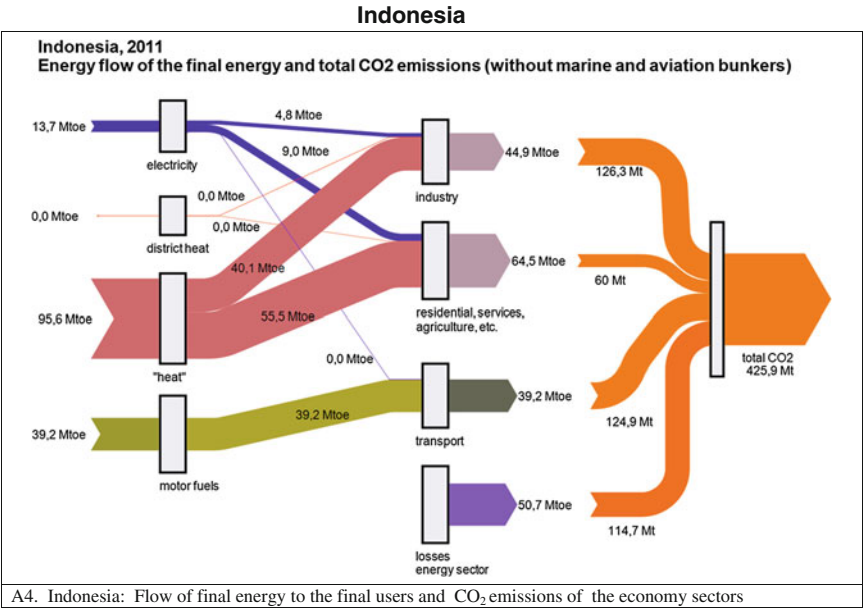 Indonesia
Indonesia, 2011
Energy flow of the final energy and total CO2 emissions (without marine and aviation bunkers)
13,7 Mtoe
electricity
4,8 Mtoe
9,0 Mtoe
industry
44,9 Mtoe
126,3 Mt
0,0 Mtoe
district heat
0,0 Mtoe
0,0 Mtoe
40,1 Mtoe
95,6 Mtoe
"heat"
55,5 Mtoe
residential, services,
agriculture, etc.
64,5 Mtoe
60 Mt
total CO2
425,9 Mt
0,0 Mtoe
39,2 Mtoe
motor fuels
39,2 Mtoe
transport
39,2 Mtoe
124,9 Mt
losses
energy sector
50,7 Mtoe
114,7 Mt
A4. Indonesia: Flow of final energy to the final users and CO2 emissions of the economy sectors